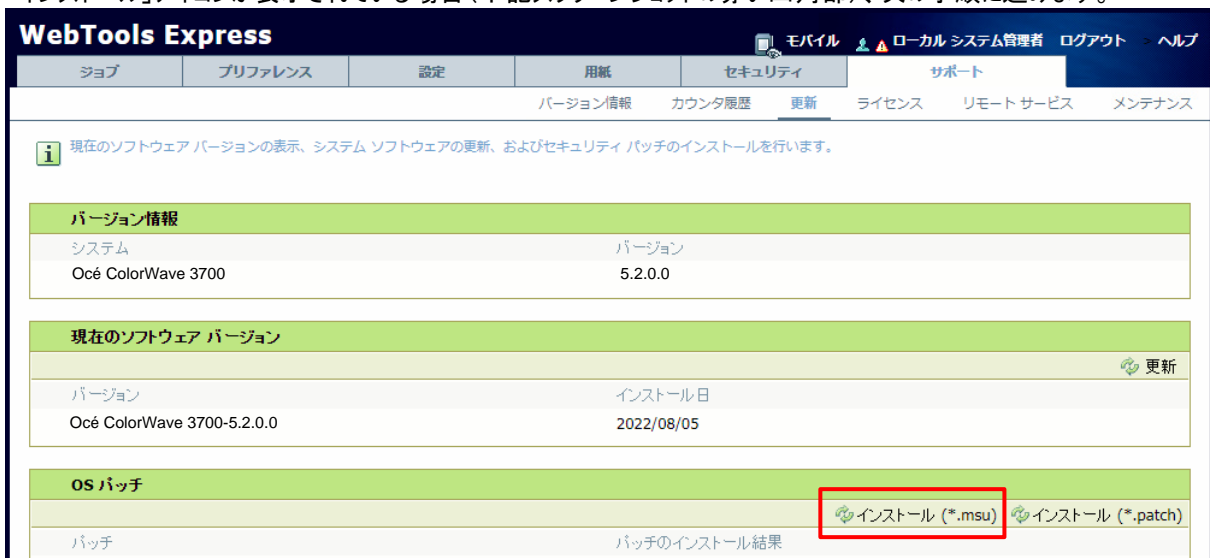 WebTools Express
モバイル ローカル システム管理者 ログアウト ヘルプ
ジョブ プリファレンス 設定 用紙 セキュリティ サポート
バージョン情報 カウンタ履歴 更新 ライセンス リモート サービス メンテナンス
現在のソフトウェア バージョンの表示、システム ソフトウェアの更新、およびセキュリティ パッチのインストールを行います。
バージョン情報
システム バージョン
Océ ColorWave 3700 5.2.0.0
現在のソフトウェア バージョン
更新
バージョン インストール日
Océ ColorWave 3700-5.2.0.0 2022/08/05
OS パッチ
インストール (*.msu) インストール (*.patch)
パッチ パッチのインストール結果